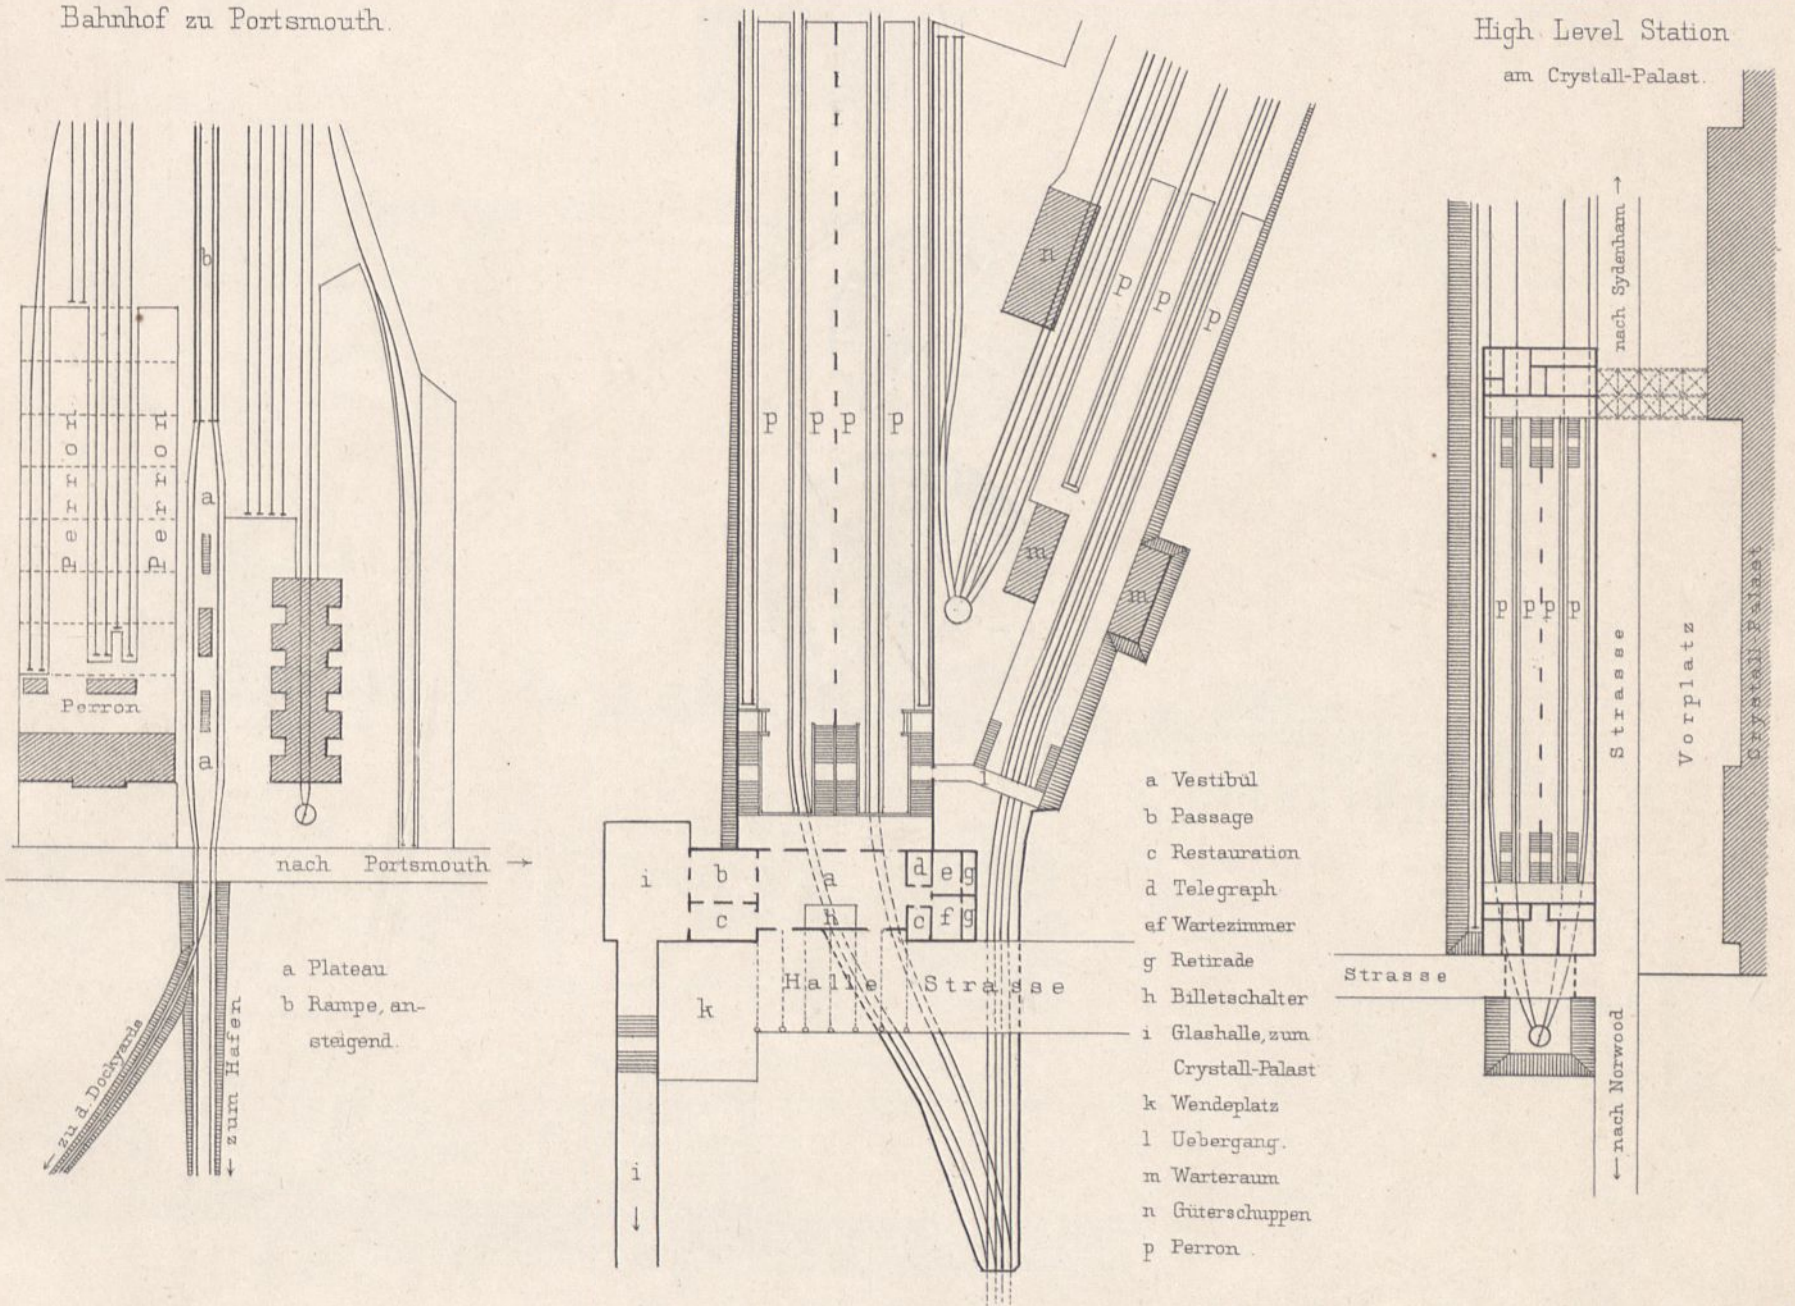 Bahnhof zu Portsmouth.
b
Perron
Perron
a
Perron
a
nach Portsmouth →
a Plateau
b Rampe, an-
steigend.
← zu d. Dockyards
← zum Hafen
n
p
p
p
p
p p
p
m
m
l
i
b
a
d
e
g
c
h
c
f
g
Halle
Strasse
k
i
a Vestibül
b Passage
c Restauration
d Telegraph
ef Wartezimmer
g Retirade
h Billetschalter
i Glashalle, zum
Crystall-Palast
k Wendeplatz
l Uebergang.
m Warteraum
n Güterschuppen
p Perron.
High Level Station
am Crystall-Palast.
nach Sydenham →
p p p p
Strasse
Vorplatz
Crystall Palast
Strasse
← nach Norwood